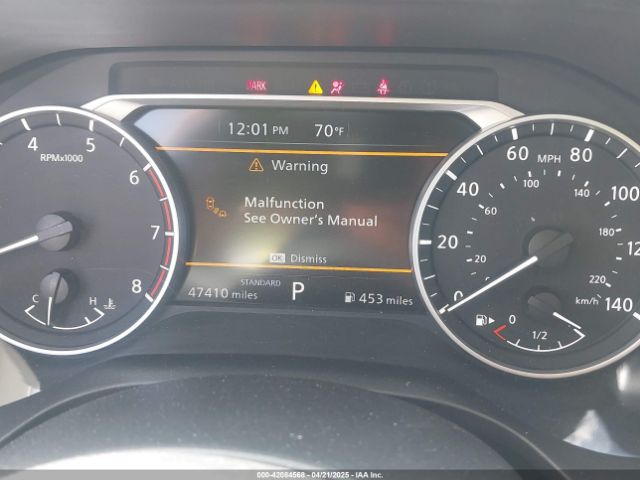 PARK
12:01 PM 70°F
4 5 6 7 8
RPMx1000
Warning
Malfunction
See Owner's Manual
OK Dismiss
C H
STANDARD
47410 miles P 453 miles
0 20 40 60 80 100 12 140
MPH
20 60 100 140 180 220
km/h
0 1/2
000-42084568 - 04/21/2025 - IAA Inc.